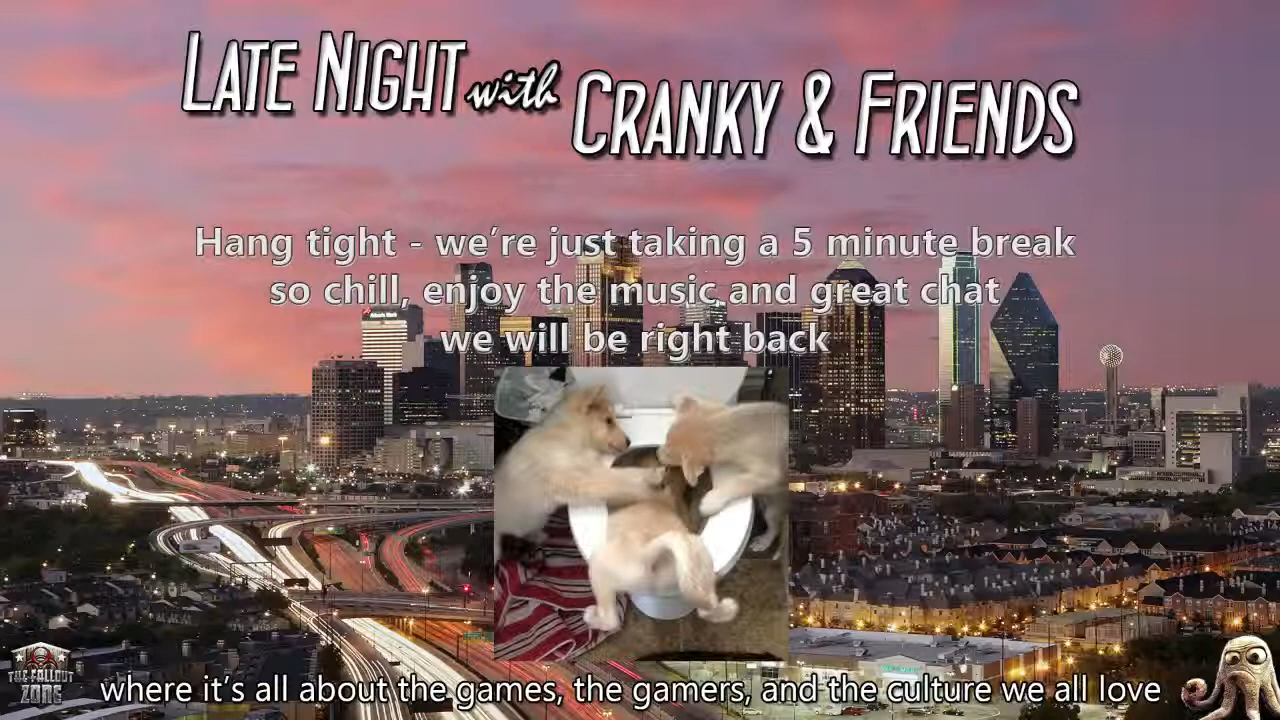 LATE NIGHT with CRANKY & FRIENDS
Hang tight - we're just taking a 5 minute break
so chill, enjoy the music and great chat
we will be right back
THE FALLOUT
ZONE
where it's all about the games, the gamers, and the culture we all love